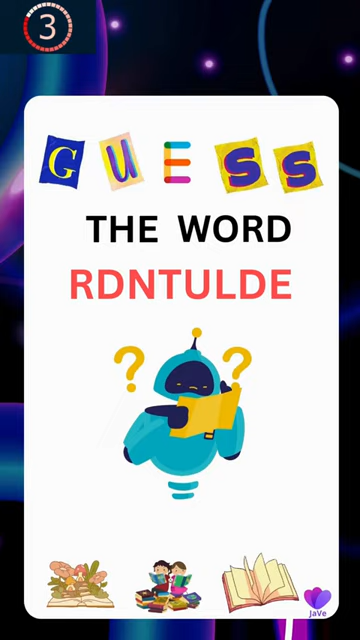 3
GUESS
THE WORD
RDNTULDE
? ?
JaVe